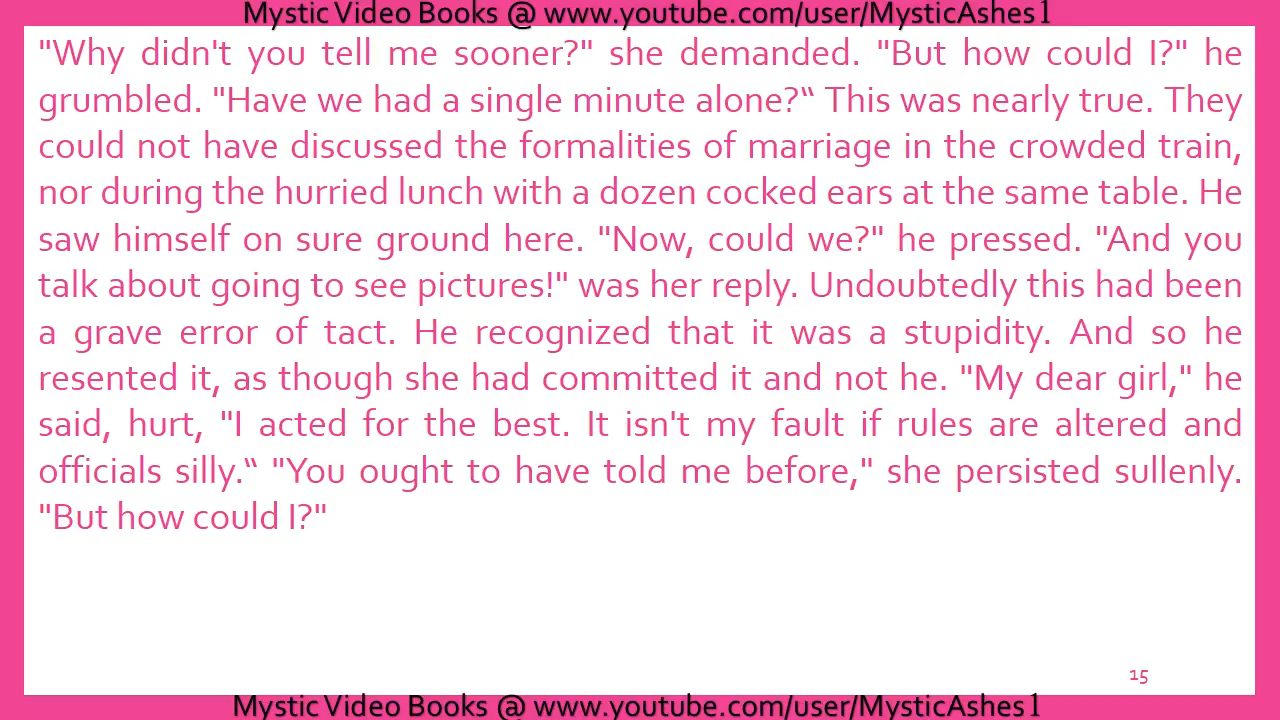 Mystic Video Books @ www.youtube.com/user/MysticAshes1
"Why didn't you tell me sooner?" she demanded. "But how could I?" he
grumbled. "Have we had a single minute alone?“ This was nearly true. They
could not have discussed the formalities of marriage in the crowded train,
nor during the hurried lunch with a dozen cocked ears at the same table. He
saw himself on sure ground here. "Now, could we?" he pressed. "And you
talk about going to see pictures!" was her reply. Undoubtedly this had been
a grave error of tact. He recognized that it was a stupidity. And so he
resented it, as though she had committed it and not he. "My dear girl," he
said, hurt, "I acted for the best. It isn't my fault if rules are altered and
officials silly.“ "You ought to have told me before," she persisted sullenly.
"But how could I?"
15
Mystic Video Books @ www.youtube.com/user/MysticAshes1